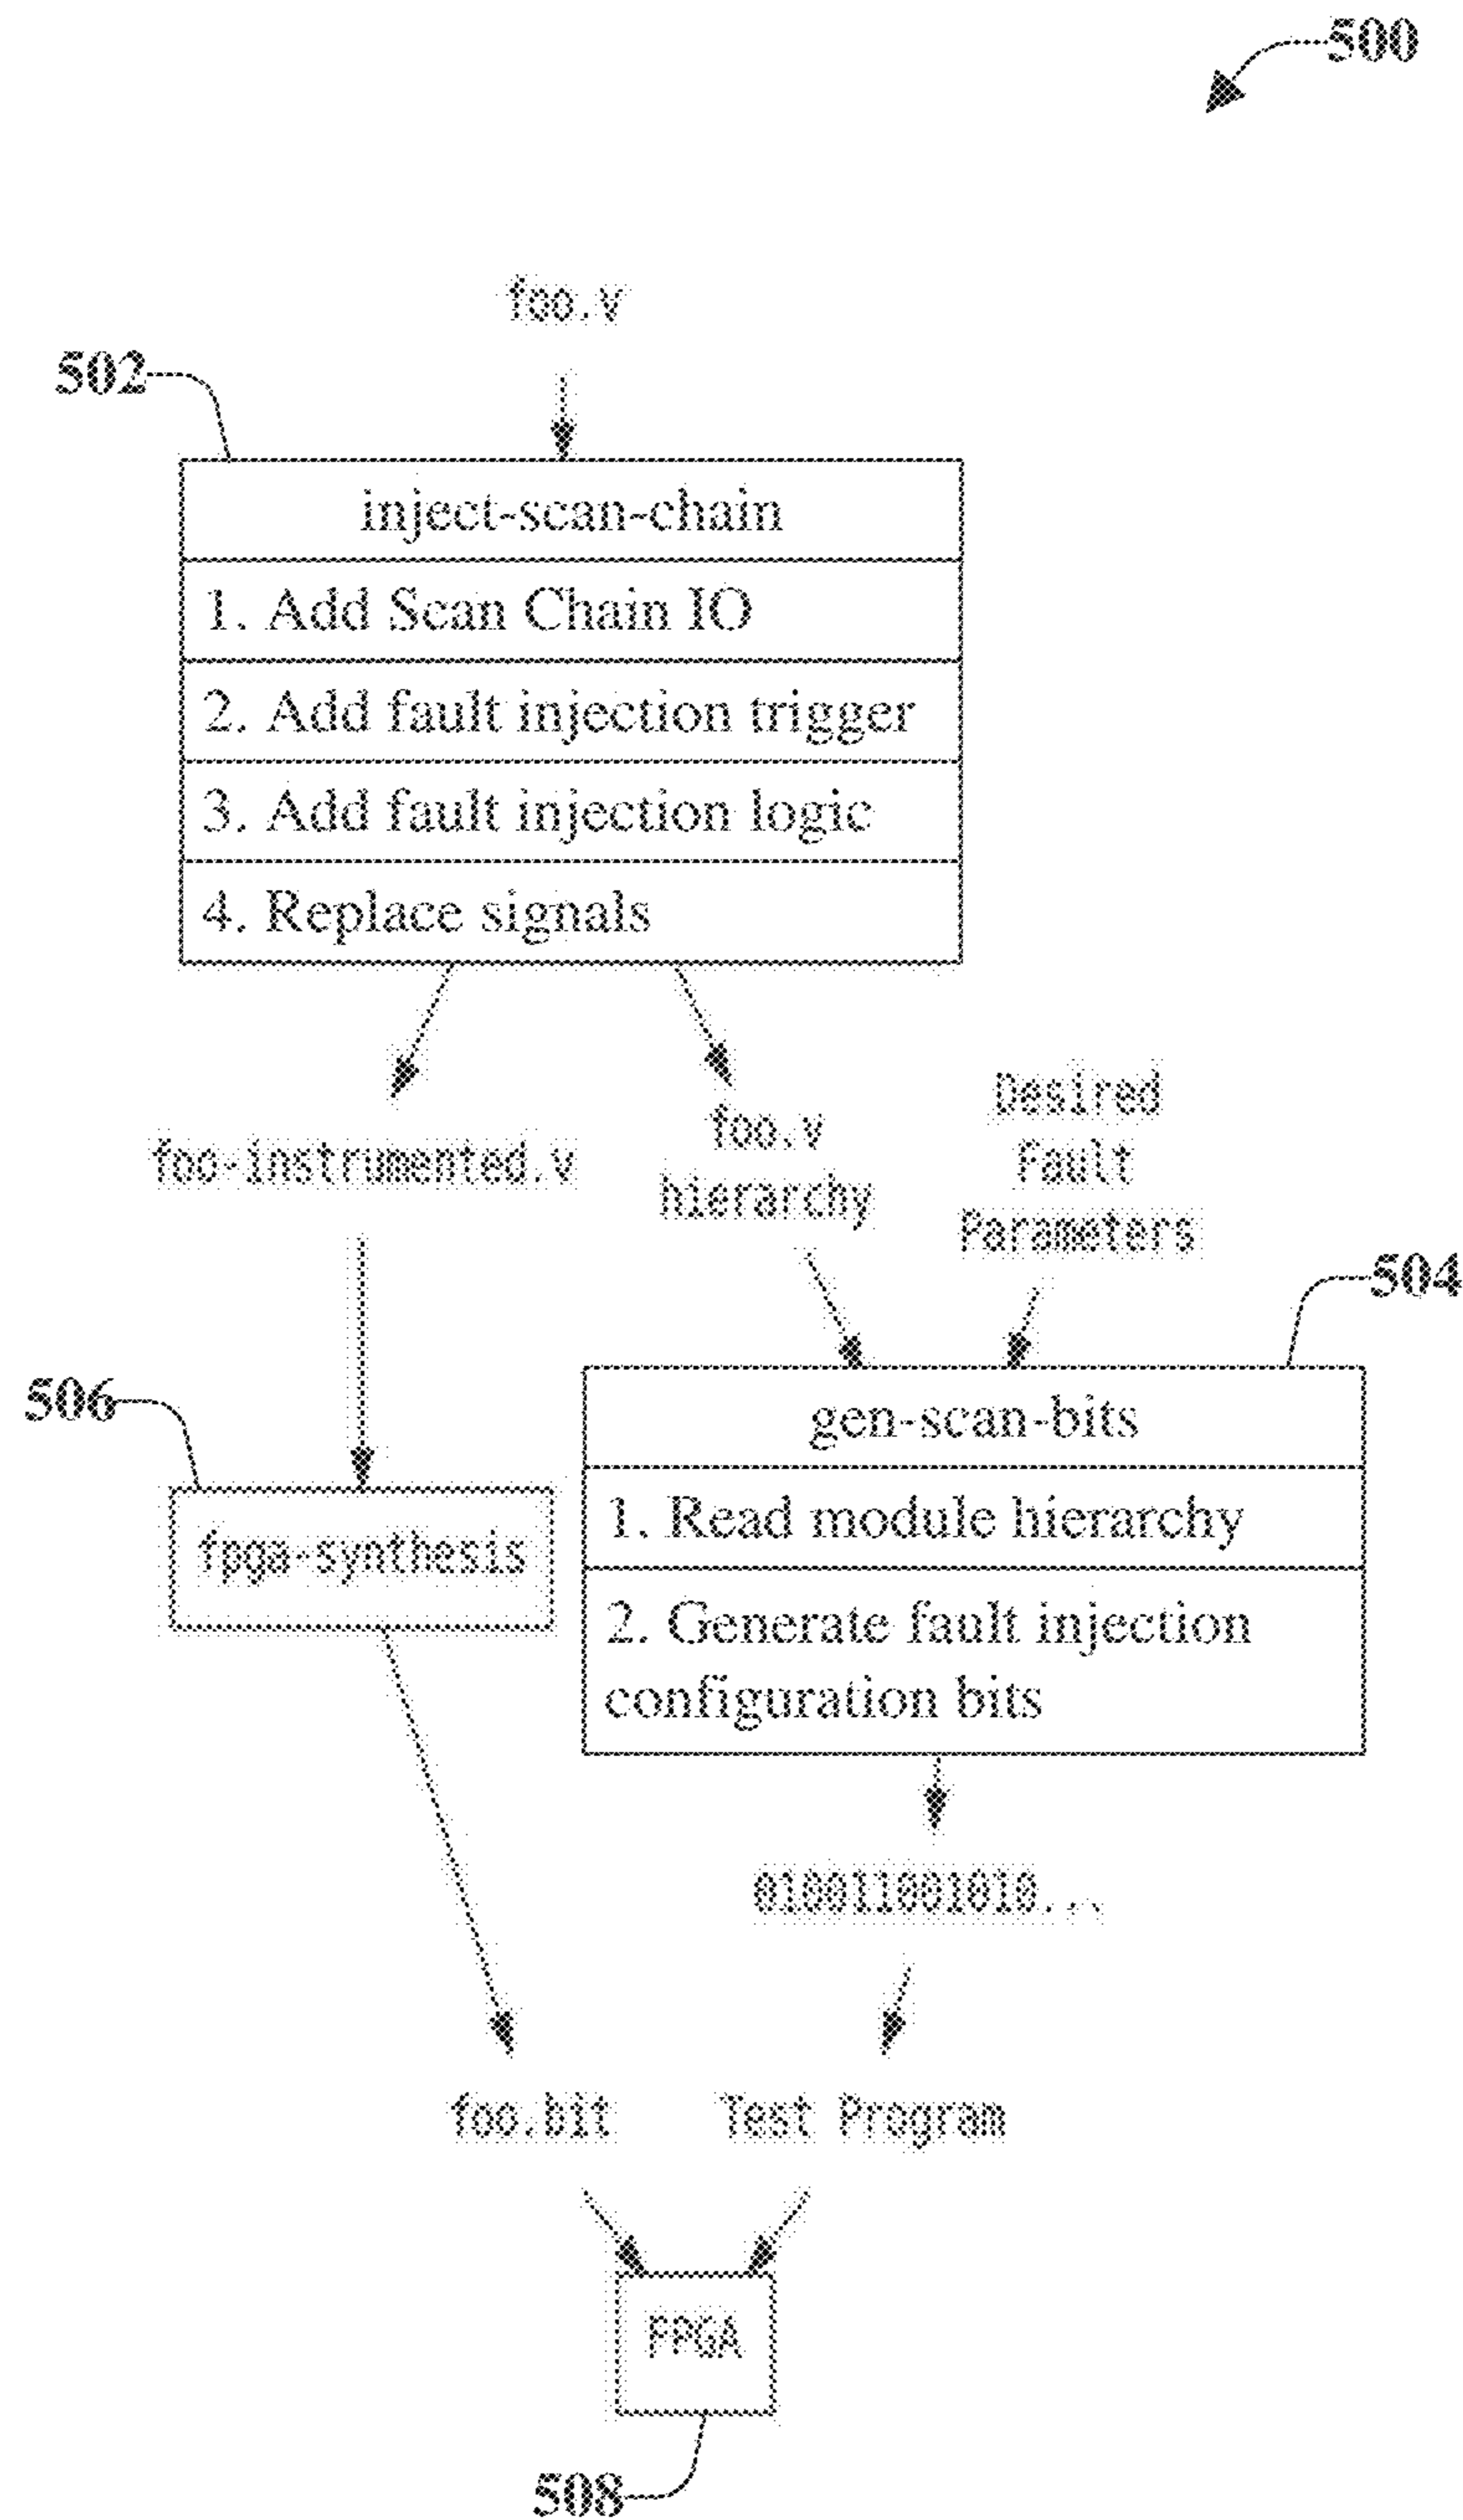 500
foo.v
502
inject-scan-chain
1. Add Scan Chain IO
2. Add fault injection trigger
3. Add fault injection logic
4. Replace signals
foo-instrumented.v
foo.v
hierarchy
Desired
Fault
Parameters
504
506
fpga-synthesis
gen-scan-bits
1. Read module hierarchy
2. Generate fault injection
configuration bits
010011001010...
foo.bit
Test Program
FPGA
508